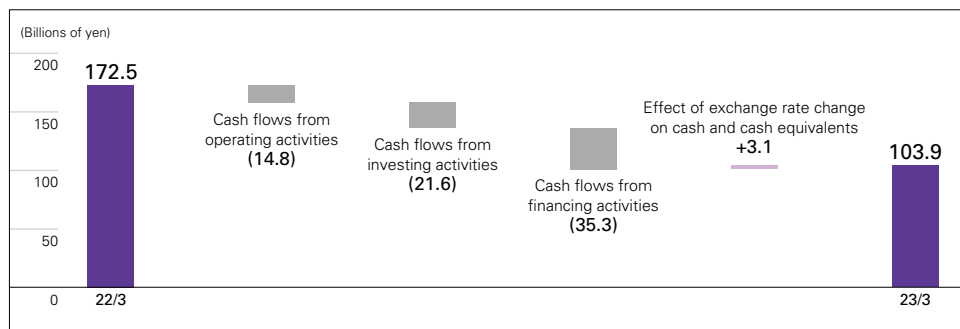 (Billions of yen)
200
150
100
50
0
172.5
22/3
Cash flows from
operating activities
(14.8)
Cash flows from
investing activities
(21.6)
Cash flows from
financing activities
(35.3)
Effect of exchange rate change
on cash and cash equivalents
+3.1
103.9
23/3